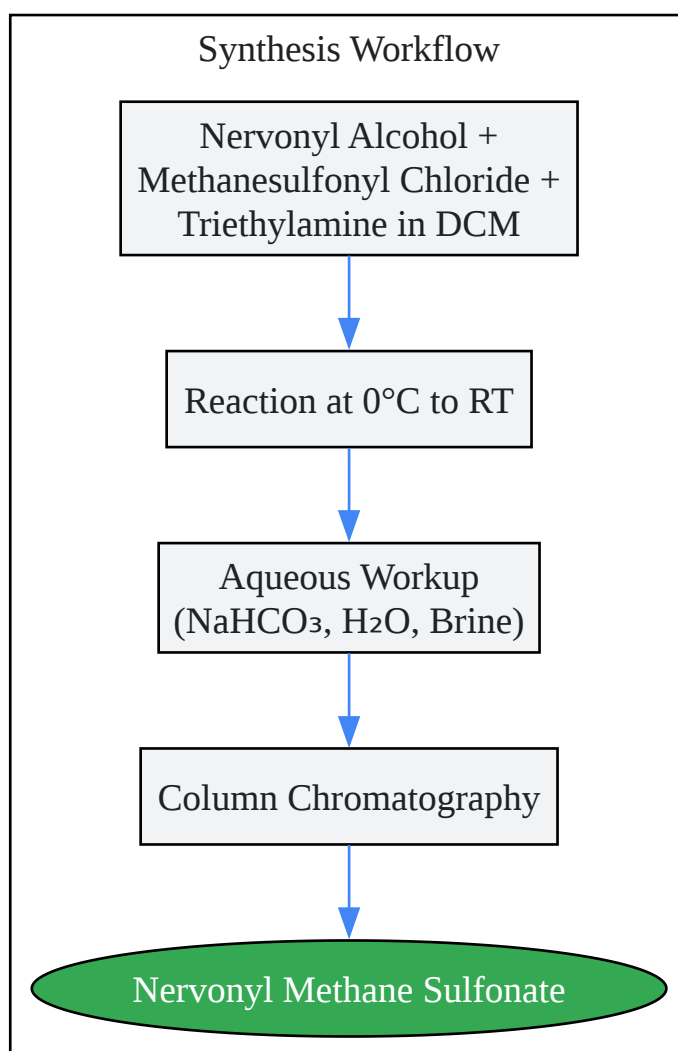 Synthesis Workflow
Nervonyl Alcohol +
Methanesulfonyl Chloride +
Triethylamine in DCM
Reaction at 0°C to RT
Aqueous Workup
(NaHCO₃, H₂O, Brine)
Column Chromatography
Nervonyl Methane Sulfonate